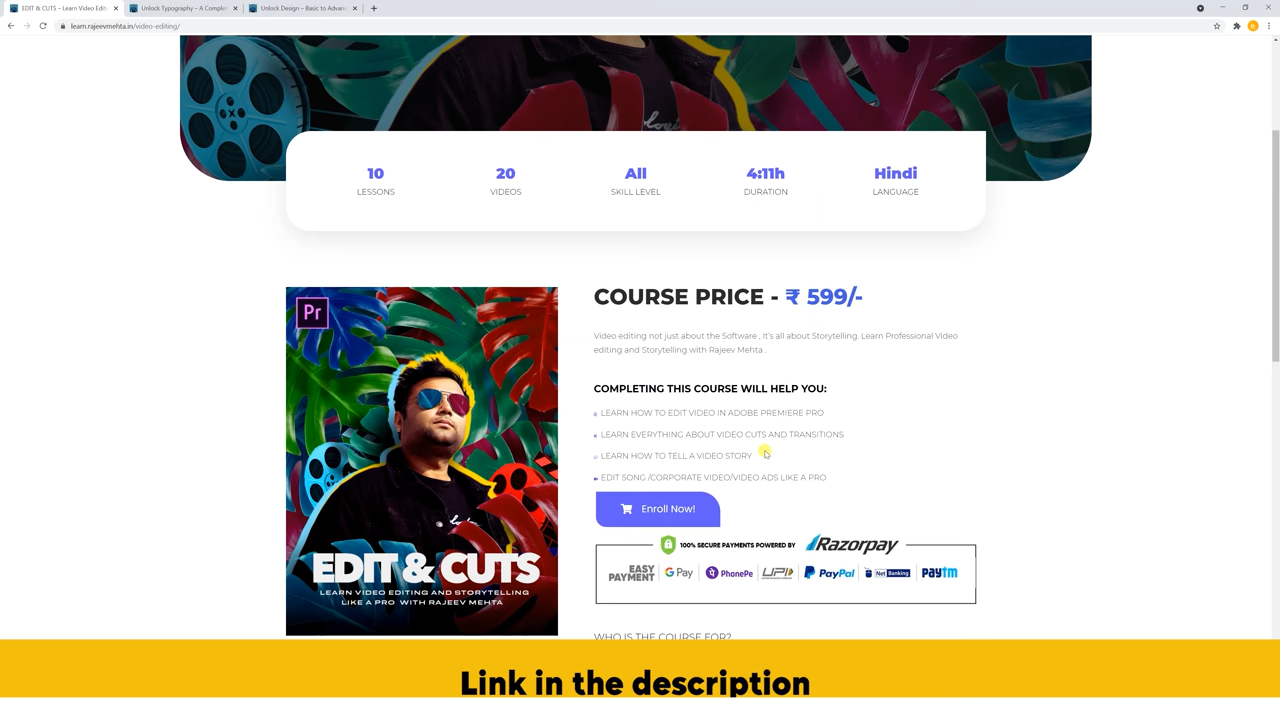 EDIT & CUTS – Learn Video Edit
Unlock Typography – A Complet
Unlock Design – Basic to Advan
learn.rajeevmehta.in/video-editing/
10
LESSONS
20
VIDEOS
All
SKILL LEVEL
4:11h
DURATION
Hindi
LANGUAGE
Pr
EDIT & CUTS
LEARN VIDEO EDITING AND STORYTELLING
LIKE A PRO WITH RAJEEV MEHTA
COURSE PRICE - ₹ 599/-
Video editing not just about the Software , It's all about Storytelling. Learn Professional Video
editing and Storytelling with Rajeev Mehta .
COMPLETING THIS COURSE WILL HELP YOU:
LEARN HOW TO EDIT VIDEO IN ADOBE PREMIERE PRO
LEARN EVERYTHING ABOUT VIDEO CUTS AND TRANSITIONS
LEARN HOW TO TELL A VIDEO STORY
EDIT SONG /CORPORATE VIDEO/VIDEO ADS LIKE A PRO
Enroll Now!
100% SECURE PAYMENTS POWERED BY Razorpay
EASY PAYMENT G Pay PhonePe UPI PayPal Net Banking paytm
WHO IS THE COURSE FOR?
Link in the description